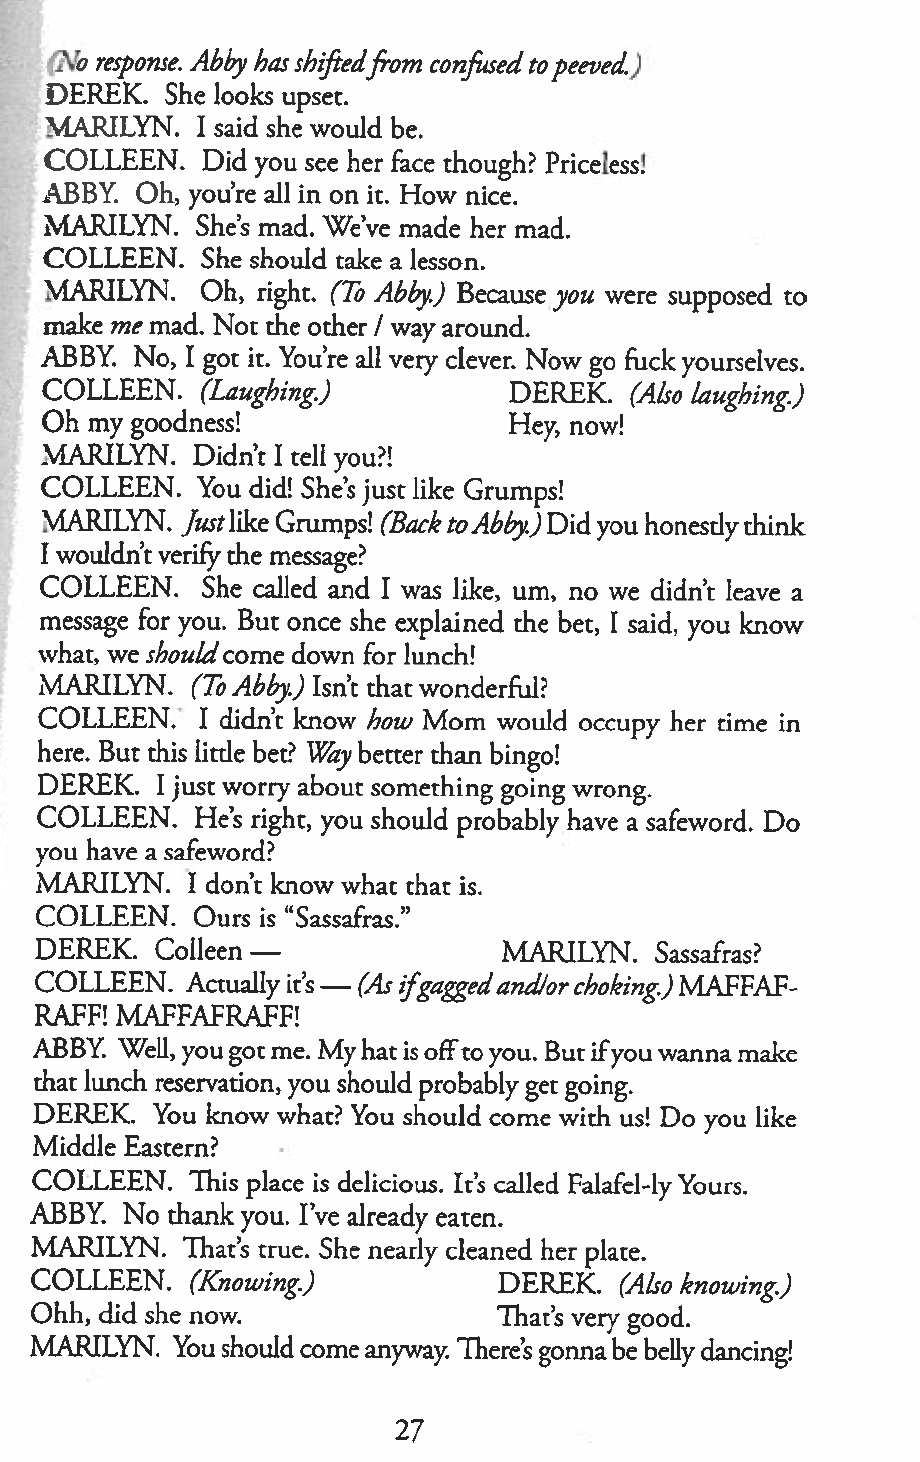 (No response. Abby has shifted from confused to peeved.)
DEREK. She looks upset.
MARILYN. I said she would be.
COLLEEN. Did you see her face though? Priceless!
ABBY. Oh, you're all in on it. How nice.
MARILYN. She's mad. We've made her mad.
COLLEEN. She should take a lesson.
MARILYN. Oh, right. (To Abby.) Because you were supposed to
make me mad. Not the other / way around.
ABBY. No, I got it. You're all very clever. Now go fuck yourselves.
COLLEEN. (Laughing.) DEREK. (Also laughing.)
Oh my goodness! Hey, now!
MARILYN. Didn't I tell you?!
COLLEEN. You did! She's just like Grumps!
MARILYN. Just like Grumps! (Back to Abby.) Did you honestly think
I wouldn't verify the message?
COLLEEN. She called and I was like, um, no we didn't leave a
message for you. But once she explained the bet, I said, you know
what, we should come down for lunch!
MARILYN. (To Abby.) Isn't that wonderful?
COLLEEN. I didn't know how Mom would occupy her time in
here. But this little bet? Way better than bingo!
DEREK. I just worry about something going wrong.
COLLEEN. He's right, you should probably have a safeword. Do
you have a safeword?
MARILYN. I don't know what that is.
COLLEEN. Ours is “Sassafras.”
DEREK. Colleen — MARILYN. Sassafras?
COLLEEN. Actually it's — (As if gagged and/or choking.) MAFFAF-
RAFF! MAFFAFRAFF!
ABBY. Well, you got me. My hat is off to you. But if you wanna make
that lunch reservation, you should probably get going.
DEREK. You know what? You should come with us! Do you like
Middle Eastern?
COLLEEN. This place is delicious. It's called Falafel-ly Yours.
ABBY. No thank you. I've already eaten.
MARILYN. That's true. She nearly cleaned her plate.
COLLEEN. (Knowing.) DEREK. (Also knowing.)
Ohh, did she now. That's very good.
MARILYN. You should come anyway. There's gonna be belly dancing!
27